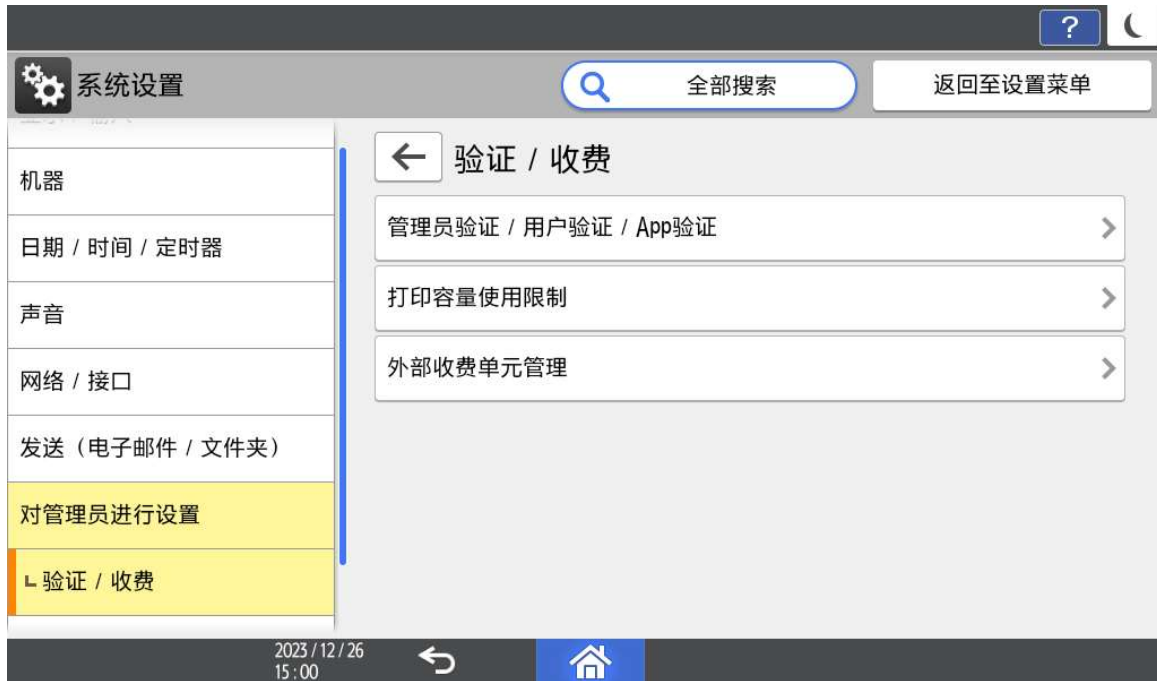 ?
系统设置
全部搜索
返回至设置菜单
机器
日期 / 时间 / 定时器
声音
网络 / 接口
发送（电子邮件 / 文件夹）
对管理员进行设置
验证 / 收费
验证 / 收费
管理员验证 / 用户验证 / App验证
打印容量使用限制
外部收费单元管理
2023 / 12 / 26
15 : 00